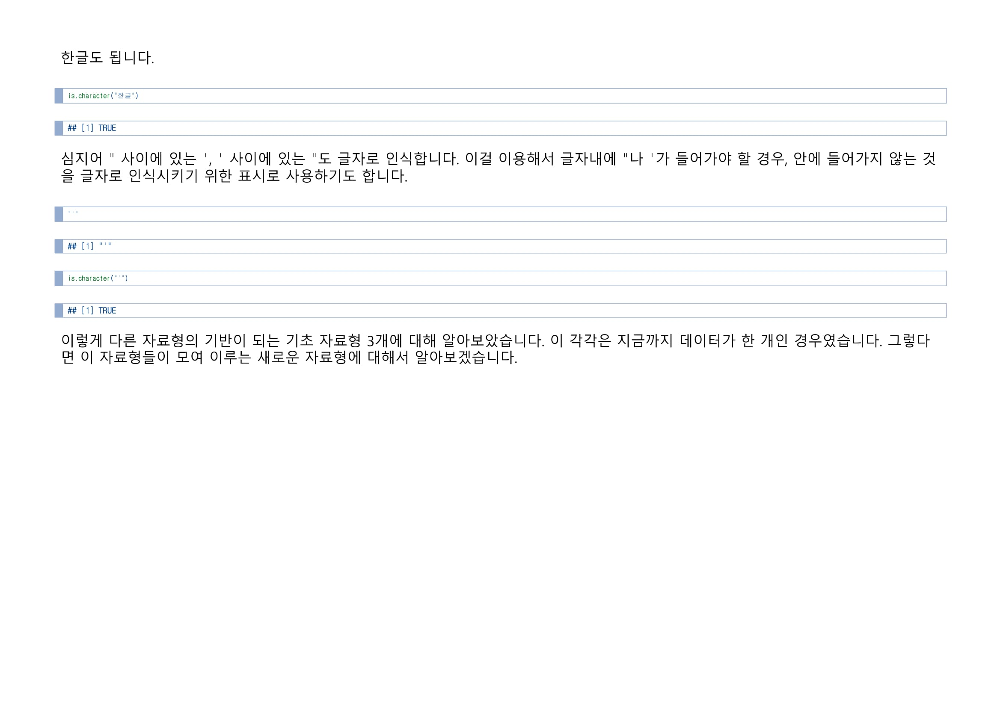 한글도 됩니다.
is.character("한글")
## [1] TRUE
심지어 " 사이에 있는 ', ' 사이에 있는 "도 글자로 인식합니다. 이걸 이용해서 글자내에 "나 '가 들어가야 할 경우, 안에 들어가지 않는 것
을 글자로 인식시키기 위한 표시로 사용하기도 합니다.
"'"
## [1] "'"
is.character("'")
## [1] TRUE
이렇게 다른 자료형의 기반이 되는 기초 자료형 3개에 대해 알아보았습니다. 이 각각은 지금까지 데이터가 한 개인 경우였습니다. 그렇다
면 이 자료형들이 모여 이루는 새로운 자료형에 대해서 알아보겠습니다.